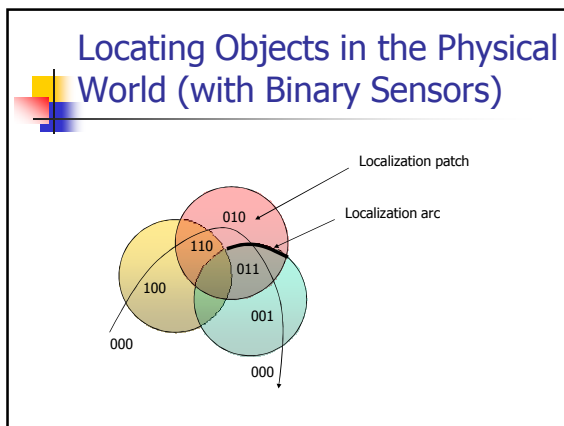 Locating Objects in the Physical
World (with Binary Sensors)
Localization patch
Localization arc
010
110
011
100
001
000
000